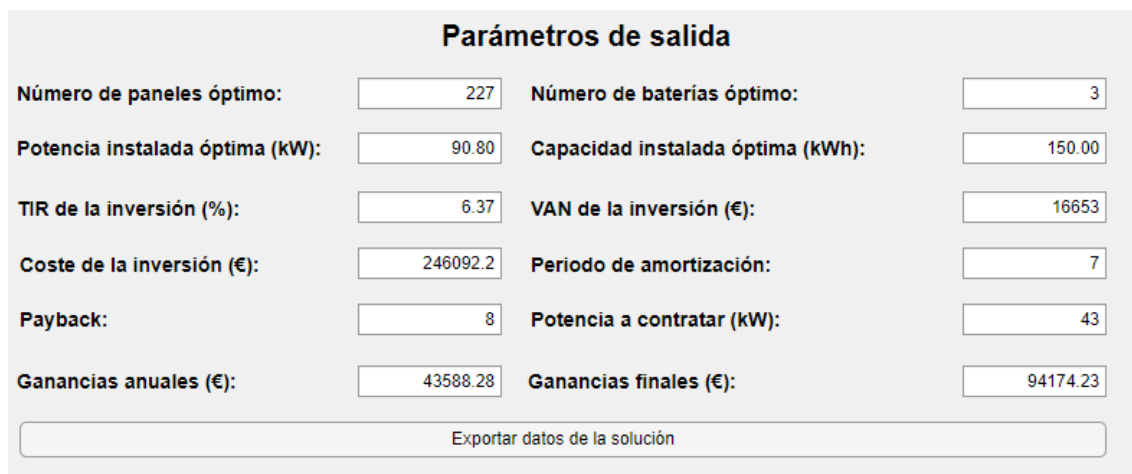 Parámetros de salida
Número de paneles óptimo: 227 Número de baterías óptimo: 3
Potencia instalada óptima (kW): 90.80 Capacidad instalada óptima (kWh): 150.00
TIR de la inversión (%): 6.37 VAN de la inversión (€): 16653
Coste de la inversión (€): 246092.2 Periodo de amortización: 7
Payback: 8 Potencia a contratar (kW): 43
Ganancias anuales (€): 43588.28 Ganancias finales (€): 94174.23
Exportar datos de la solución